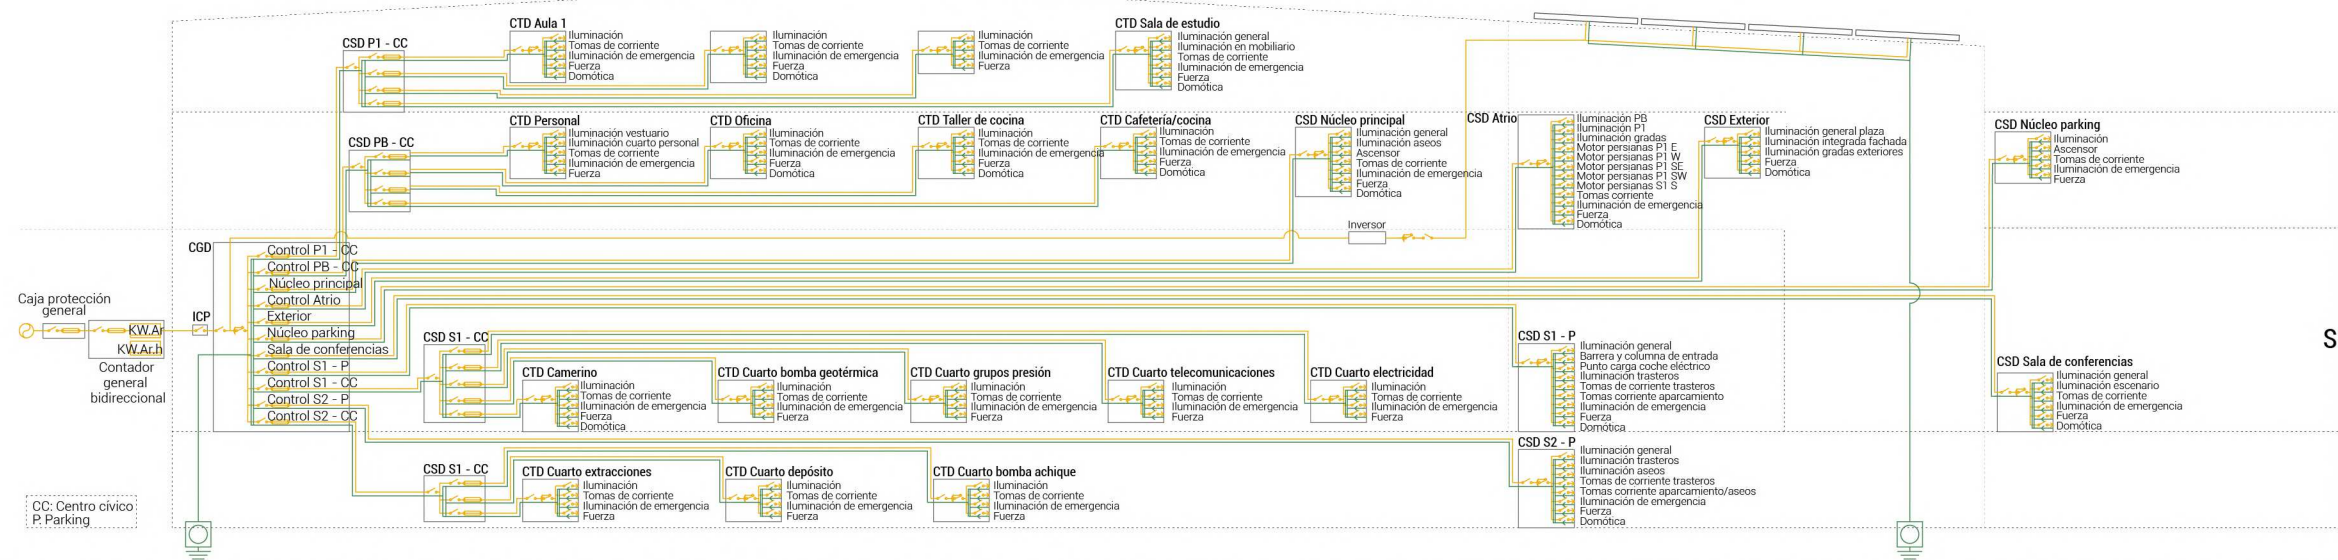 CSD P1 - CC
CTD Aula 1
Iluminación
Tomas de corriente
Iluminación de emergencia
Fuerza
Domótica
Iluminación
Tomas de corriente
Iluminación de emergencia
Fuerza
Domótica
Iluminación
Tomas de corriente
Iluminación de emergencia
Fuerza
CTD Sala de estudio
Iluminación general
Iluminación en mobiliario
Tomas de corriente
Iluminación de emergencia
Fuerza
Domótica
CSD PB - CC
CTD Personal
Iluminación vestuario
Iluminación cuarto personal
Tomas de corriente
Iluminación de emergencia
Fuerza
CTD Oficina
Iluminación
Tomas de corriente
Iluminación de emergencia
Fuerza
Domótica
CTD Taller de cocina
Iluminación
Tomas de corriente
Iluminación de emergencia
Fuerza
Domótica
CTD Cafetería/cocina
Iluminación
Tomas de corriente
Iluminación de emergencia
Fuerza
Domótica
CSD Núcleo principal
Iluminación general
Iluminación aseos
Ascensor
Tomas de corriente
Iluminación de emergencia
Fuerza
Domótica
CSD Atrio
Iluminación PB
Iluminación P1
Iluminación gradas
Motor persianas P1 E
Motor persianas P1 W
Motor persianas P1 SE
Motor persianas P1 SW
Motor persianas S1 S
Tomas corriente
Iluminación de emergencia
Fuerza
Domótica
CSD Exterior
Iluminación general plaza
Iluminación integrada fachada
Iluminación gradas exteriores
Fuerza
Domótica
CSD Núcleo parking
Iluminación
Ascensor
Tomas de corriente
Iluminación de emergencia
Fuerza
Inversor
CGD
Control P1 - CC
Control PB - CC
Núcleo principal
Control Atrio
Exterior
Núcleo parking
Sala de conferencias
Control S1 - P
Control S1 - CC
Control S2 - P
Control S2 - CC
Caja protección
general
KW.Ar
KW.Ar.h
Contador
general
bidireccional
ICP
CSD S1 - CC
CTD Camerino
Iluminación
Tomas de corriente
Iluminación de emergencia
Fuerza
Domótica
CTD Cuarto bomba geotérmica
Iluminación
Tomas de corriente
Iluminación de emergencia
Fuerza
CTD Cuarto grupos presión
Iluminación
Tomas de corriente
Iluminación de emergencia
Fuerza
CTD Cuarto telecomunicaciones
Iluminación
Tomas de corriente
Iluminación de emergencia
Fuerza
CTD Cuarto electricidad
Iluminación
Tomas de corriente
Iluminación de emergencia
Fuerza
CSD S1 - P
Iluminación general
Barrera y columna de entrada
Punto carga coche eléctrico
Iluminación trasteros
Tomas de corriente trasteros
Tomas corriente aparcamiento
Iluminación de emergencia
Fuerza
Domótica
CSD Sala de conferencias
Iluminación general
Iluminación escenario
Tomas de corriente
Iluminación de emergencia
Fuerza
Domótica
S
CSD S1 - CC
CTD Cuarto extracciones
Iluminación
Tomas de corriente
Iluminación de emergencia
Fuerza
CTD Cuarto depósito
Iluminación
Tomas de corriente
Iluminación de emergencia
Fuerza
CTD Cuarto bomba achique
Iluminación
Tomas de corriente
Iluminación de emergencia
Fuerza
CSD S2 - P
Iluminación general
Iluminación trasteros
Iluminación aseos
Tomas de corriente trasteros
Tomas corriente aparcamiento/aseos
Iluminación de emergencia
Fuerza
Domótica
CC: Centro cívico
P. Parking